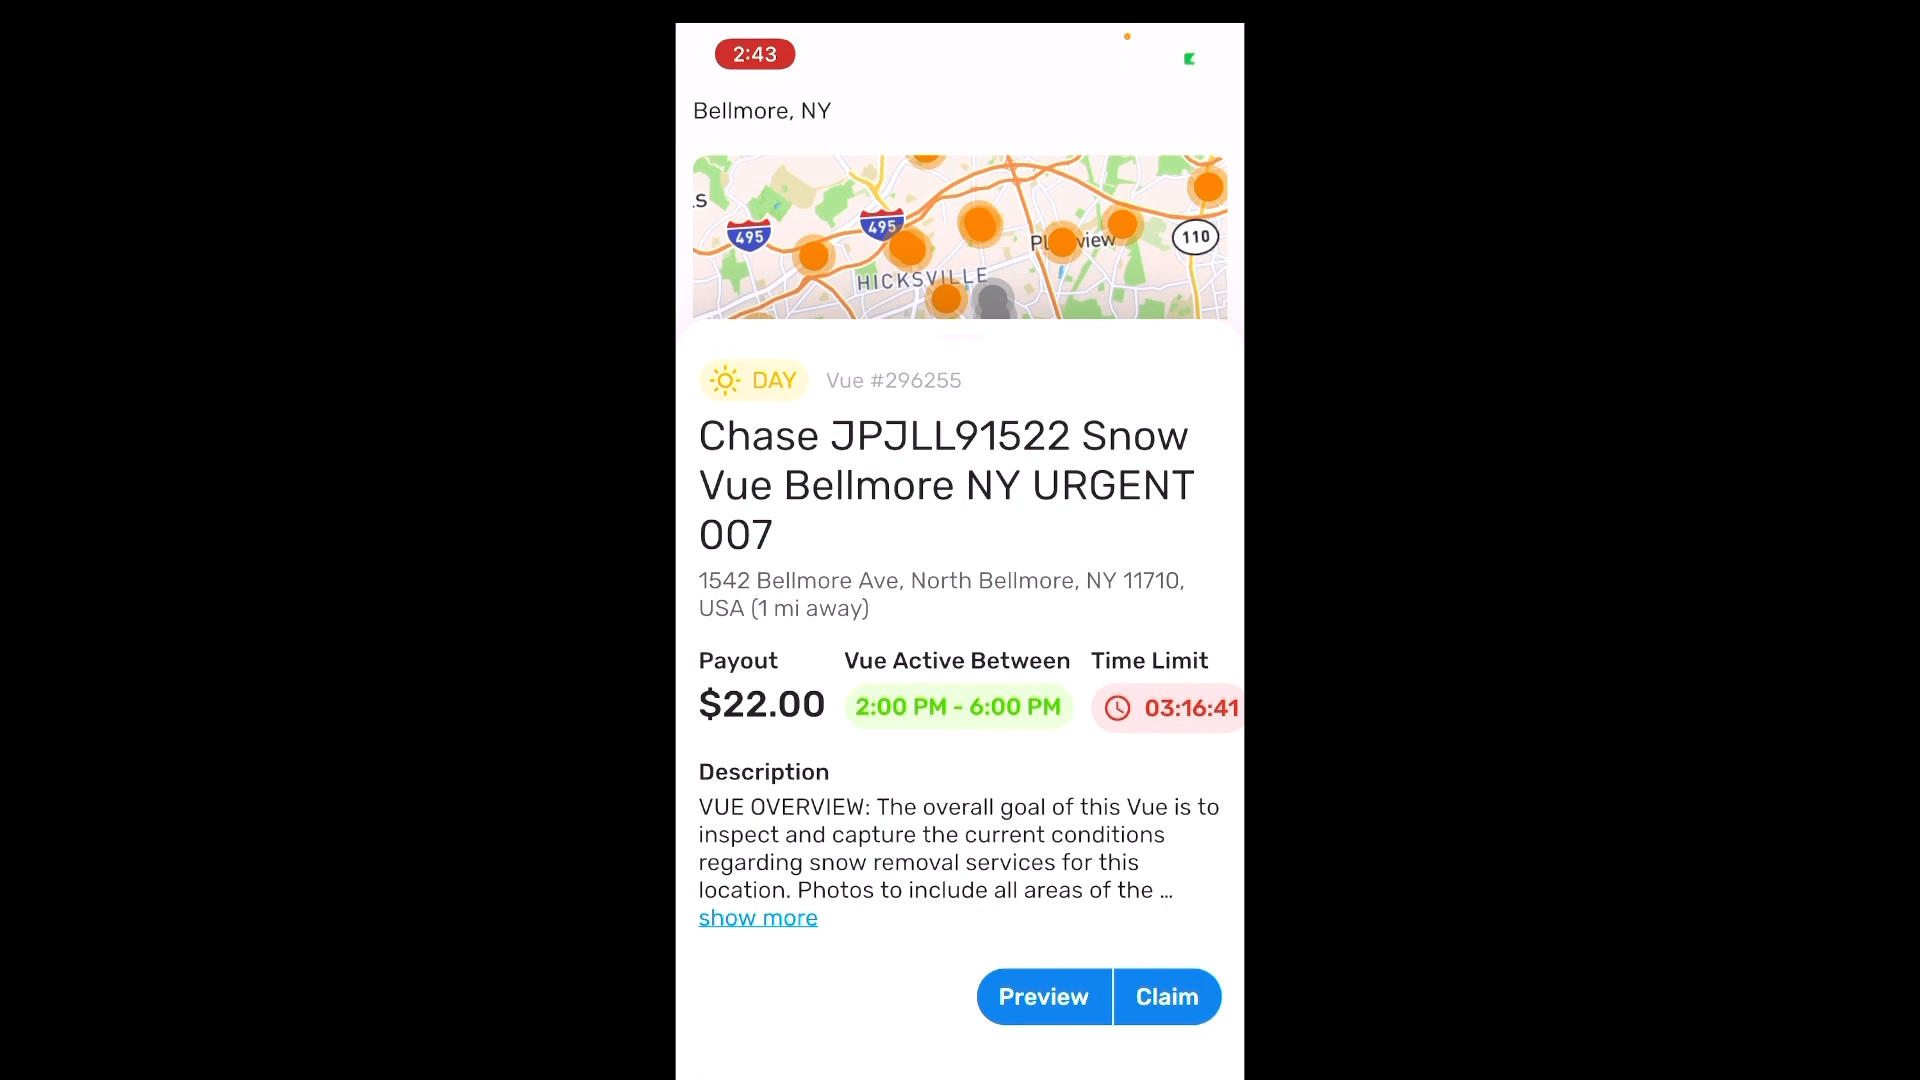 2:43
Bellmore, NY
495
495
110
HICKSVILLE
DAY Vue #296255
Chase JPJLL91522 Snow
Vue Bellmore NY URGENT
007
1542 Bellmore Ave, North Bellmore, NY 11710,
USA (1 mi away)
Payout Vue Active Between Time Limit
$22.00 2:00 PM - 6:00 PM 03:16:41
Description
VUE OVERVIEW: The overall goal of this Vue is to
inspect and capture the current conditions
regarding snow removal services for this
location. Photos to include all areas of the ...
show more
Preview Claim